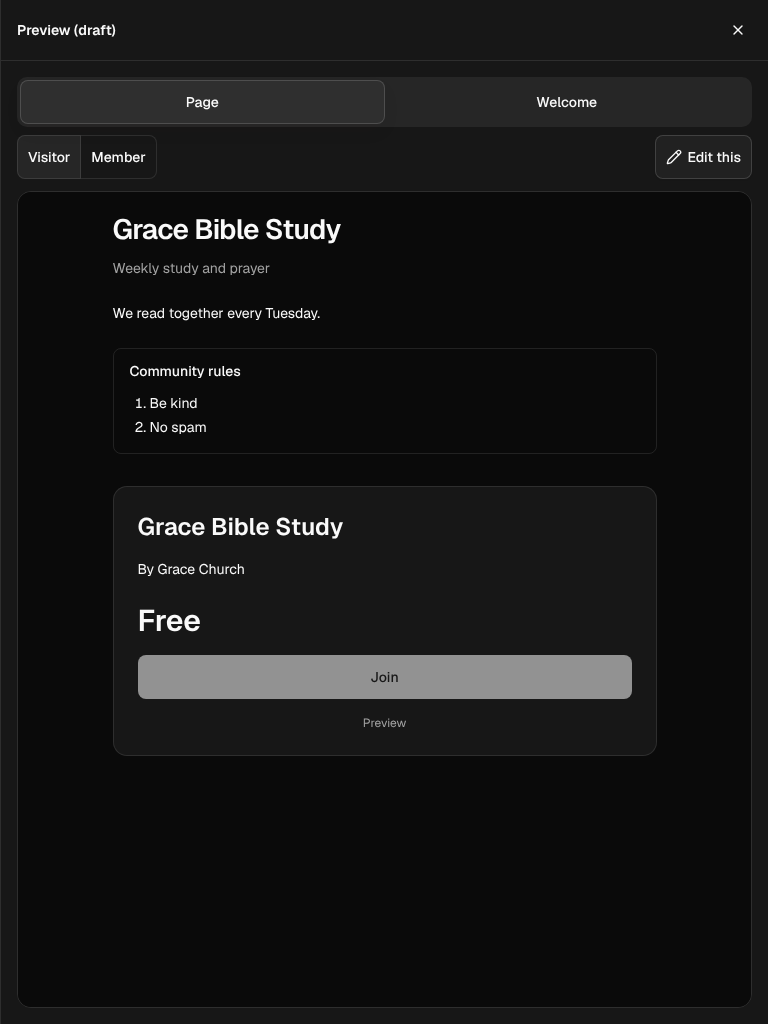 Preview (draft)
Page
Welcome
Visitor
Member
Edit this
Grace Bible Study
Weekly study and prayer
We read together every Tuesday.
Community rules
1. Be kind
2. No spam
Grace Bible Study
By Grace Church
Free
Join
Preview